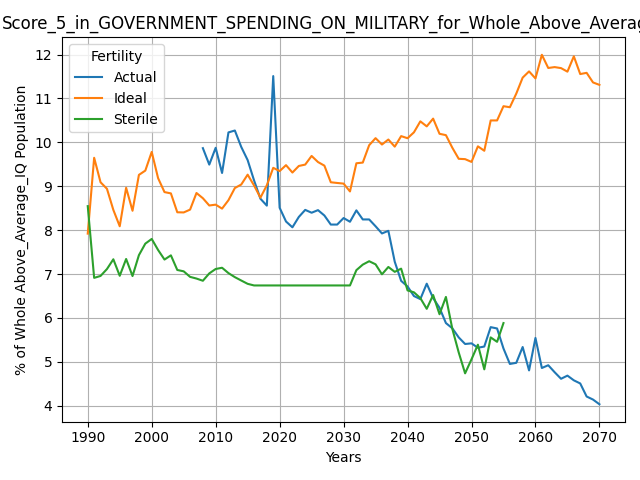 Score_5_in_GOVERNMENT_SPENDING_ON_MILITARY_for_Whole_Above_Averag
Fertility
Actual
Ideal
Sterile
% of Whole Above_Average_IQ Population
12
11
10
9
8
7
6
5
4
1990 2000 2010 2020 2030 2040 2050 2060 2070
Years